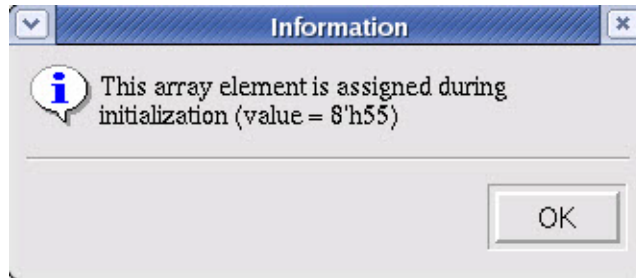 Information
This array element is assigned during
initialization (value = 8'h55)
OK